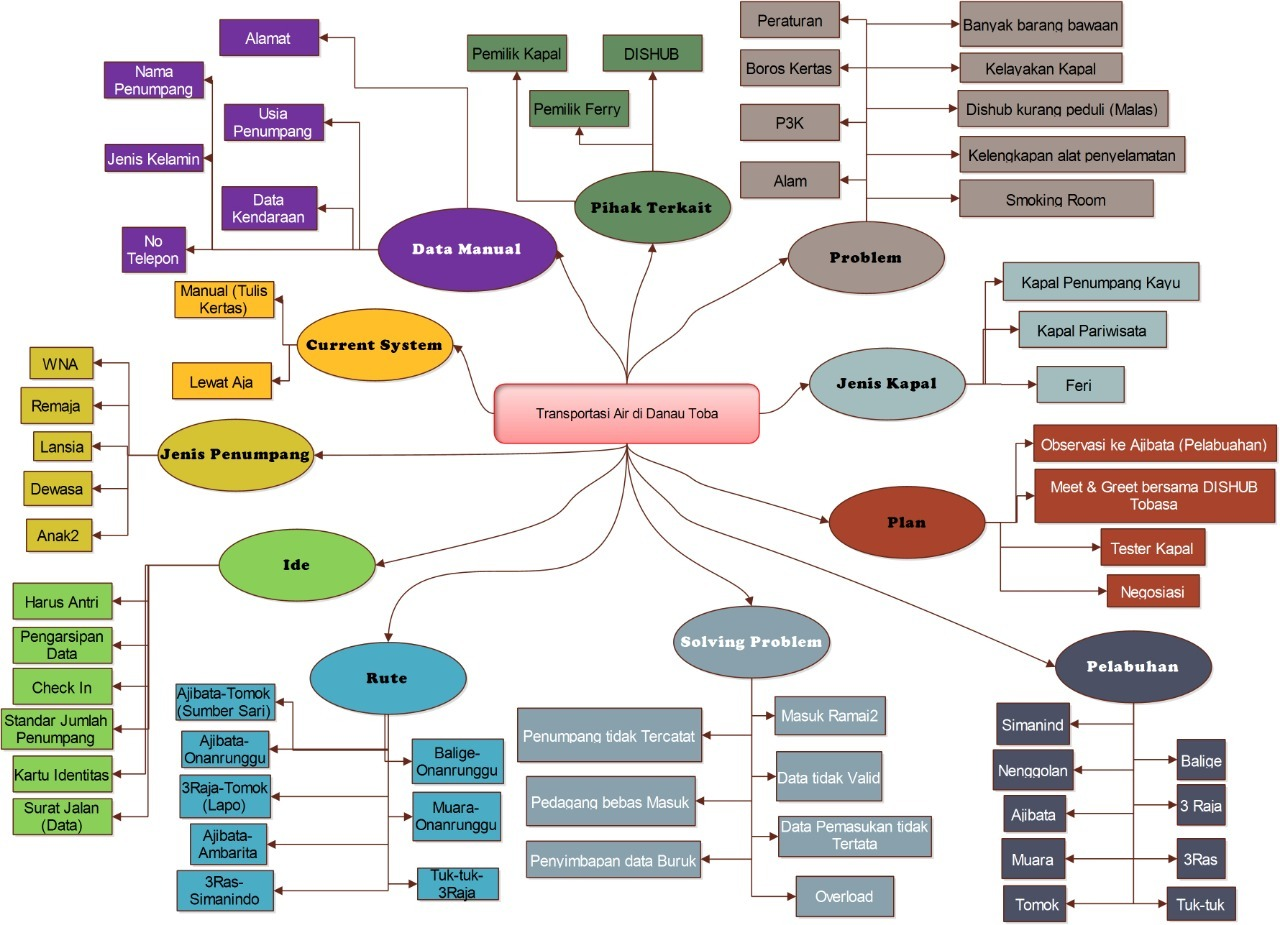 Transportasi Air di Danau Toba
Data Manual
Alamat
Nama
Penumpang
Usia
Penumpang
Jenis Kelamin
Data
Kendaraan
No
Telepon
Pihak Terkait
Pemilik Kapal
DISHUB
Pemilik Ferry
Problem
Peraturan
Banyak barang bawaan
Boros Kertas
Kelayakan Kapal
P3K
Dishub kurang peduli (Malas)
Alam
Kelengkapan alat penyelamatan
Smoking Room
Jenis Kapal
Kapal Penumpang Kayu
Kapal Pariwisata
Feri
Current System
Manual (Tulis
Kertas)
Lewat Aja
Jenis Penumpang
WNA
Remaja
Lansia
Dewasa
Anak2
Plan
Observasi ke Ajibata (Pelabuahan)
Meet & Greet bersama DISHUB
Tobasa
Tester Kapal
Negosiasi
Ide
Harus Antri
Pengarsipan
Data
Check In
Standar Jumlah
Penumpang
Kartu Identitas
Surat Jalan
(Data)
Rute
Ajibata-Tomok
(Sumber Sari)
Ajibata-
Onanrunggu
3Raja-Tomok
(Lapo)
Ajibata-
Ambarita
3Ras-
Simanindo
Balige-
Onanrunggu
Muara-
Onanrunggu
Tuk-tuk-
3Raja
Solving Problem
Masuk Ramai2
Penumpang tidak Tercatat
Data tidak Valid
Pedagang bebas Masuk
Data Pemasukan tidak
Tertata
Penyimbapan data Buruk
Overload
Pelabuhan
Simanind
Nenggolan
Ajibata
Muara
Tomok
Balige
3 Raja
3Ras
Tuk-tuk